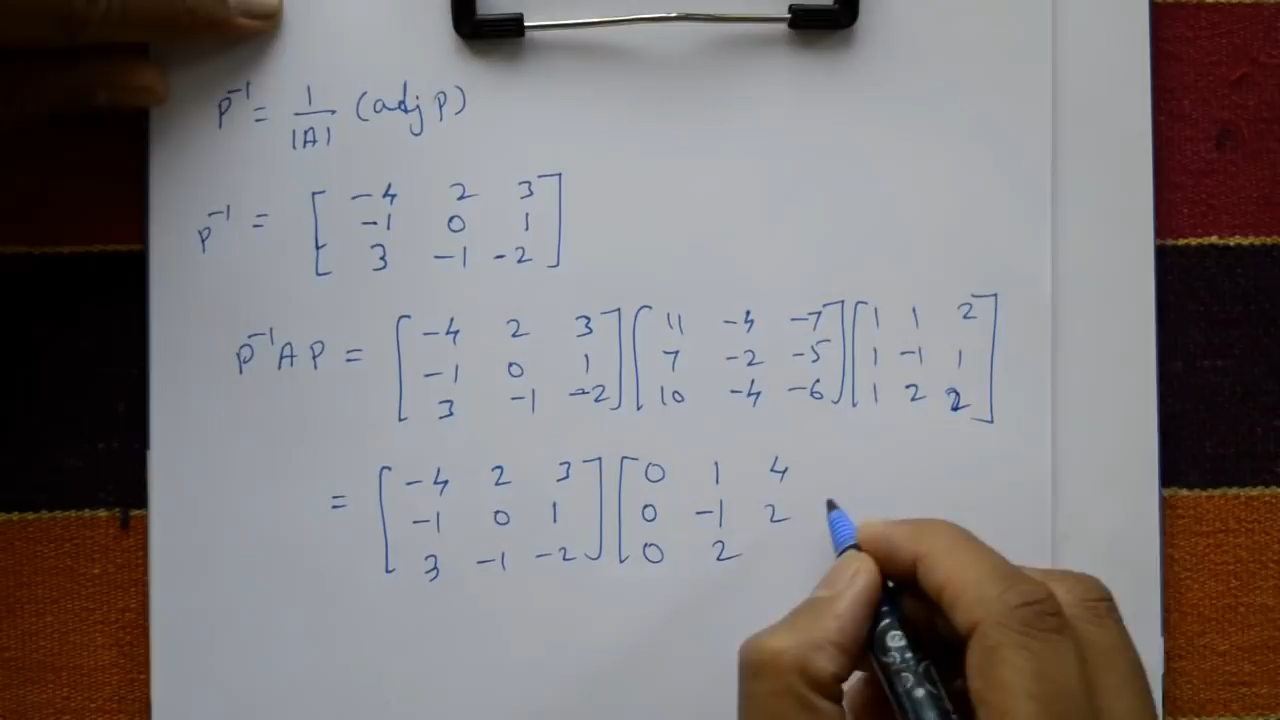 P⁻¹ = 1/|A| (adj P)
P⁻¹ = [ -4 2 3
-1 0 1
3 -1 -2 ]
P⁻¹ A P = [ -4 2 3 ] [ 11 -4 -7 ] [ 1 1 2 ]
-1 0 1 7 -2 -5 1 -1 1
3 -1 -2 10 -4 -6 1 2 2
= [ -4 2 3 ] [ 0 1 4
-1 0 1 0 -1 2
3 -1 -2 0 2